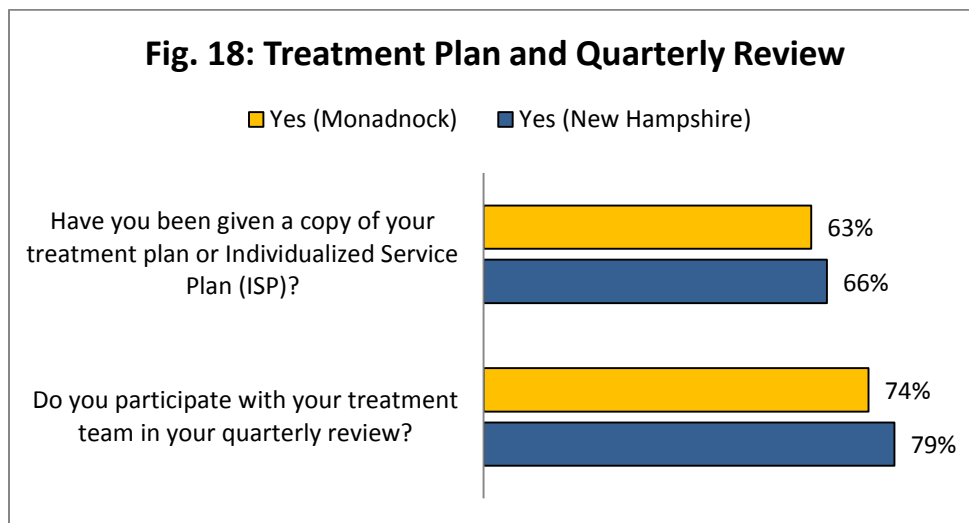 Fig. 18: Treatment Plan and Quarterly Review
Yes (Monadnock) Yes (New Hampshire)
Have you been given a copy of your
treatment plan or Individualized Service
Plan (ISP)?
63%
66%
Do you participate with your treatment
team in your quarterly review?
74%
79%